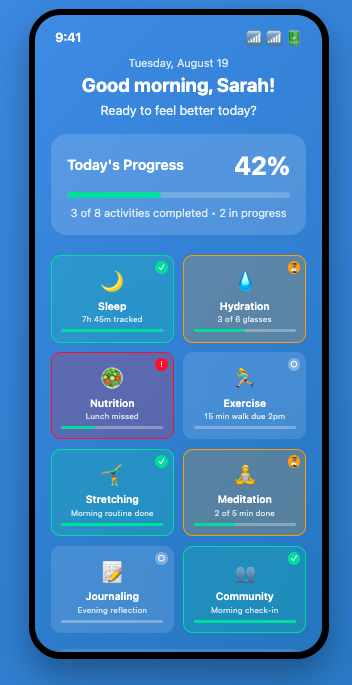 9:41
Tuesday, August 19
Good morning, Sarah!
Ready to feel better today?
Today's Progress
42%
3 of 8 activities completed • 2 in progress
Sleep
7h 45m tracked
Hydration
3 of 6 glasses
!
Nutrition
Lunch missed
Exercise
15 min walk due 2pm
Stretching
Morning routine done
Meditation
2 of 5 min done
Journaling
Evening reflection
Community
Morning check-in